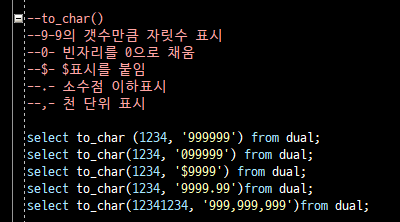 --to_char()
--9-9의 갯수만큼 자릿수 표시
--0- 빈자리를 0으로 채움
--$- $표시를 붙임
--.- 소수점 이하표시
--,- 천 단위 표시
select to_char (1234, '999999') from dual;
select to_char(1234, '099999') from dual;
select to_char(1234, '$9999') from dual;
select to_char(1234, '9999.99')from dual;
select to_char(12341234, '999,999,999')from dual;